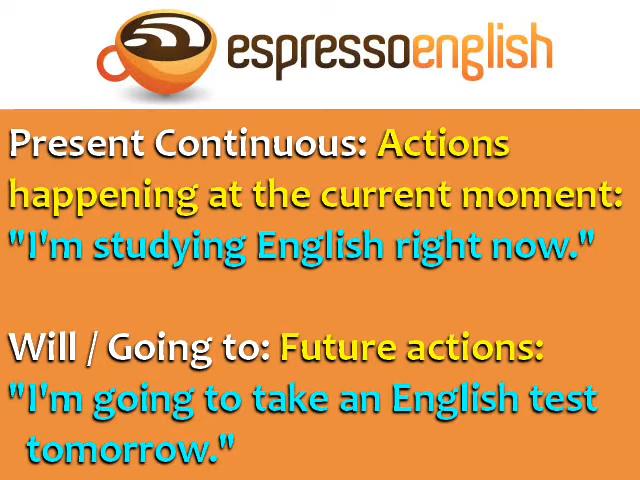 espressoenglish
Present Continuous: Actions
happening at the current moment:
"I'm studying English right now."
Will / Going to: Future actions:
"I'm going to take an English test
tomorrow."